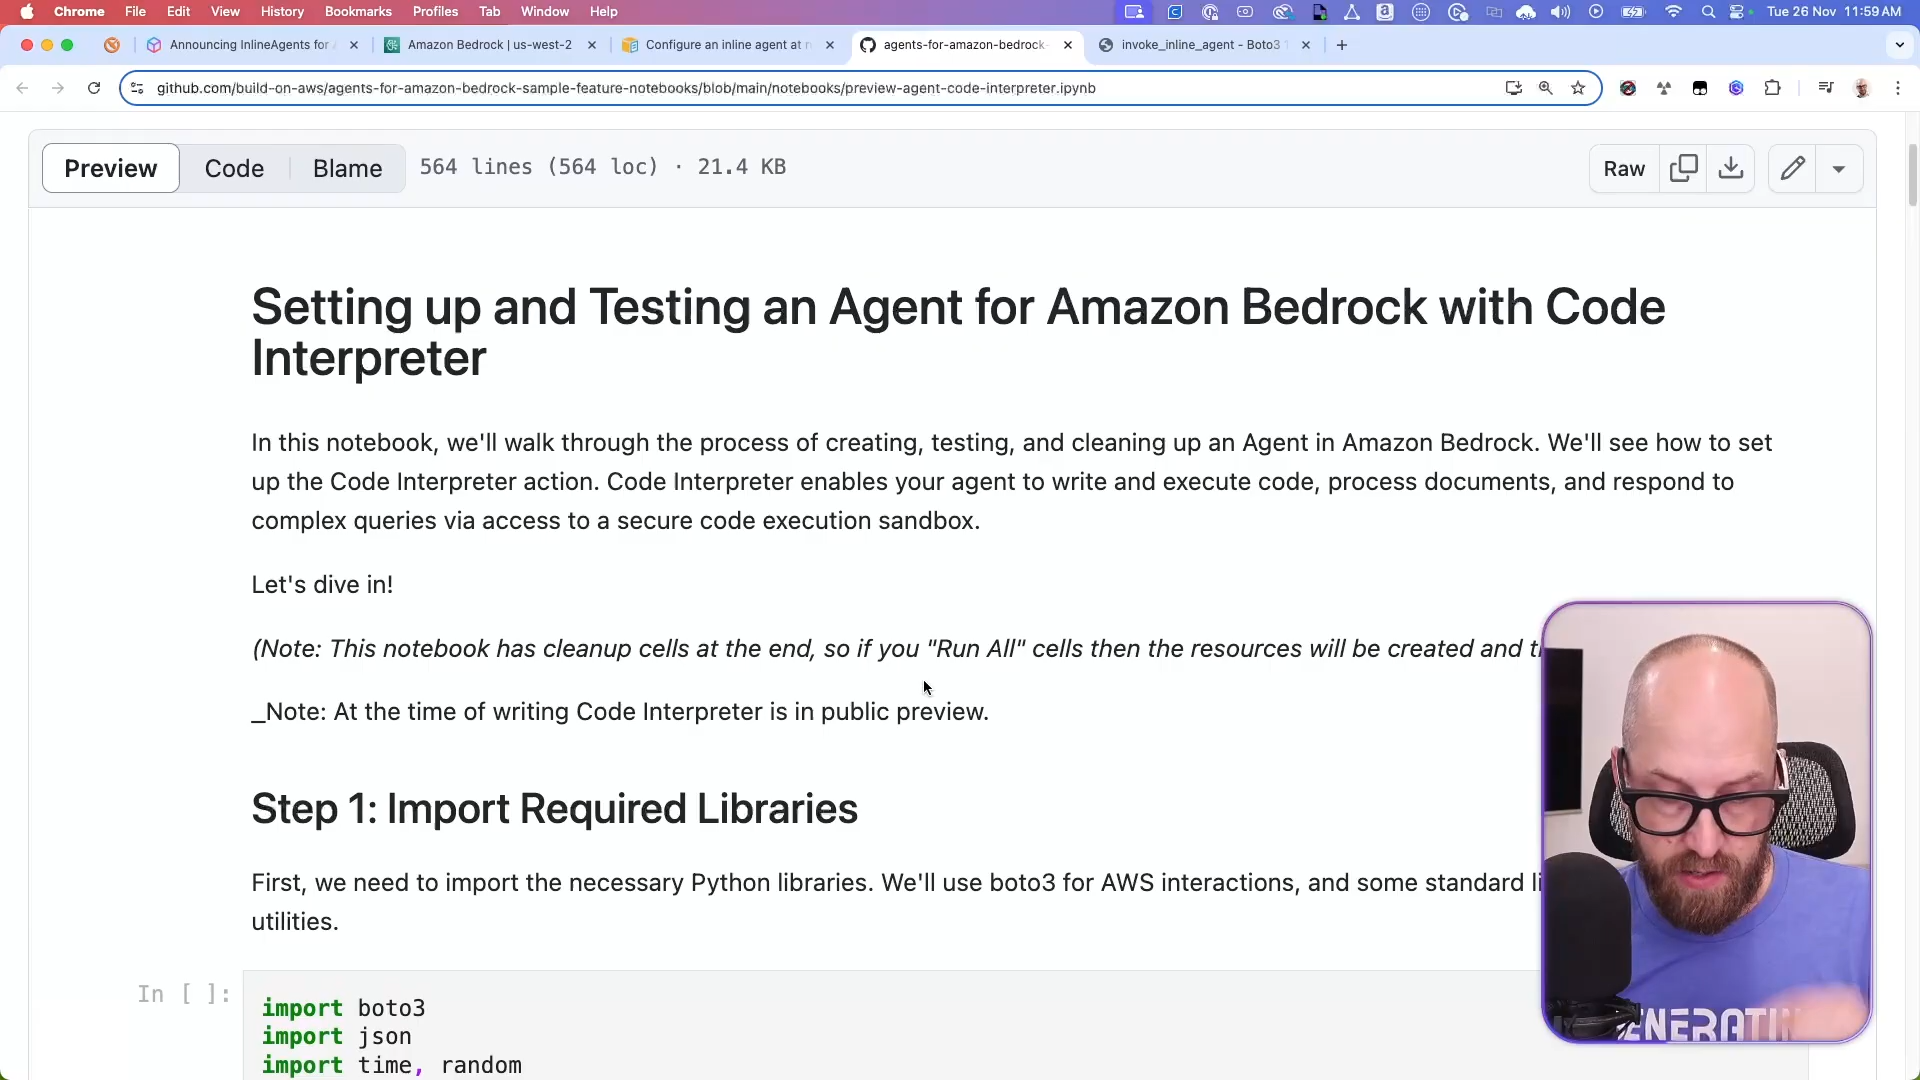 Chrome File Edit View History Bookmarks Profiles Tab Window Help Tue 26 Nov 11:59 AM
Announcing InlineAgents for Amazon Bedrock | us-west-2 Configure an inline agent at agents-for-amazon-bedrock- invoke_inline_agent - Boto3
github.com/build-on-aws/agents-for-amazon-bedrock-sample-feature-notebooks/blob/main/notebooks/preview-agent-code-interpreter.ipynb
Preview Code Blame 564 lines (564 loc) · 21.4 KB Raw
Setting up and Testing an Agent for Amazon Bedrock with Code
Interpreter
In this notebook, we'll walk through the process of creating, testing, and cleaning up an Agent in Amazon Bedrock. We'll see how to set
up the Code Interpreter action. Code Interpreter enables your agent to write and execute code, process documents, and respond to
complex queries via access to a secure code execution sandbox.
Let's dive in!
(Note: This notebook has cleanup cells at the end, so if you "Run All" cells then the resources will be created and
_Note: At the time of writing Code Interpreter is in public preview.
Step 1: Import Required Libraries
First, we need to import the necessary Python libraries. We'll use boto3 for AWS interactions, and some standard
utilities.
In [ ]:
import boto3
import json
import time, random